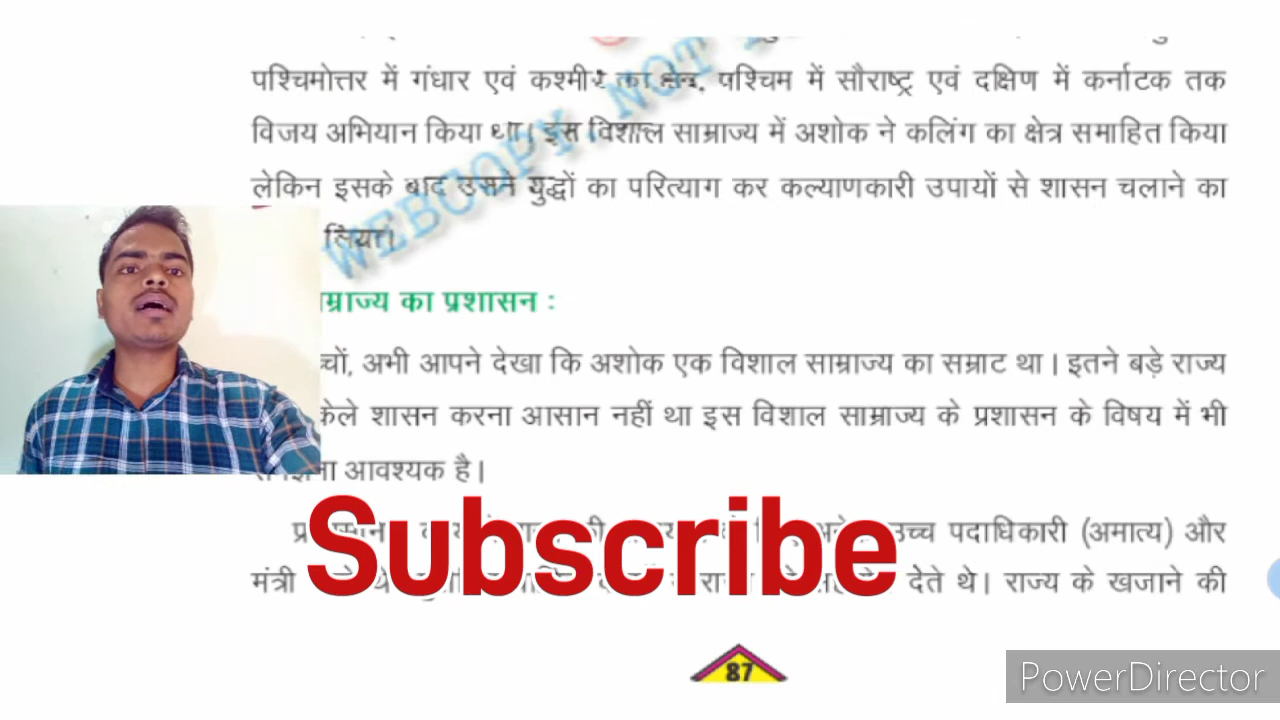 पश्चिमोत्तर में गंधार एवं कश्मीर का क्षेत्र, पश्चिम में सौराष्ट्र एवं दक्षिण में कर्नाटक तक
विजय अभियान किया था। इस विशाल साम्राज्य में अशोक ने कलिंग का क्षेत्र समाहित किया
लेकिन इसके बाद उसने युद्धों का परित्याग कर कल्याणकारी उपायों से शासन चलाने का
लिया।
म्राज्य का प्रशासन :
च्चों, अभी आपने देखा कि अशोक एक विशाल साम्राज्य का सम्राट था। इतने बड़े राज्य
केले शासन करना आसान नहीं था इस विशाल साम्राज्य के प्रशासन के विषय में भी
आवश्यक है।
उच्च पदाधिकारी (अमात्य) और
मंत्री देते थे। राज्य के खजाने की
Subscribe
87
WEBCOPY, NOT
PowerDirector